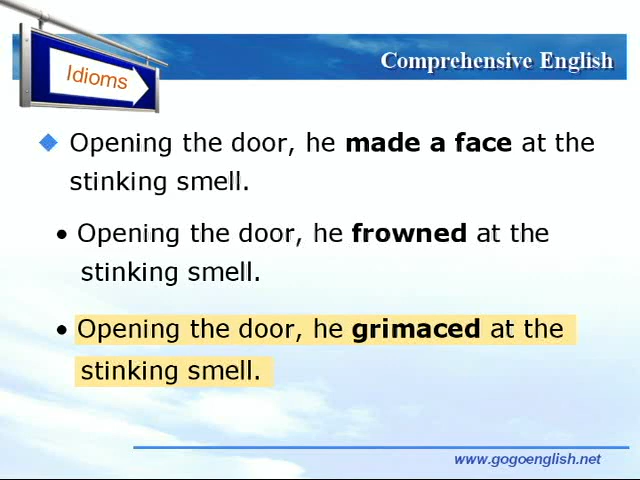 Idioms
Comprehensive English
Opening the door, he made a face at the
stinking smell.
• Opening the door, he frowned at the
stinking smell.
• Opening the door, he grimaced at the
stinking smell.
www.gogoenglish.net